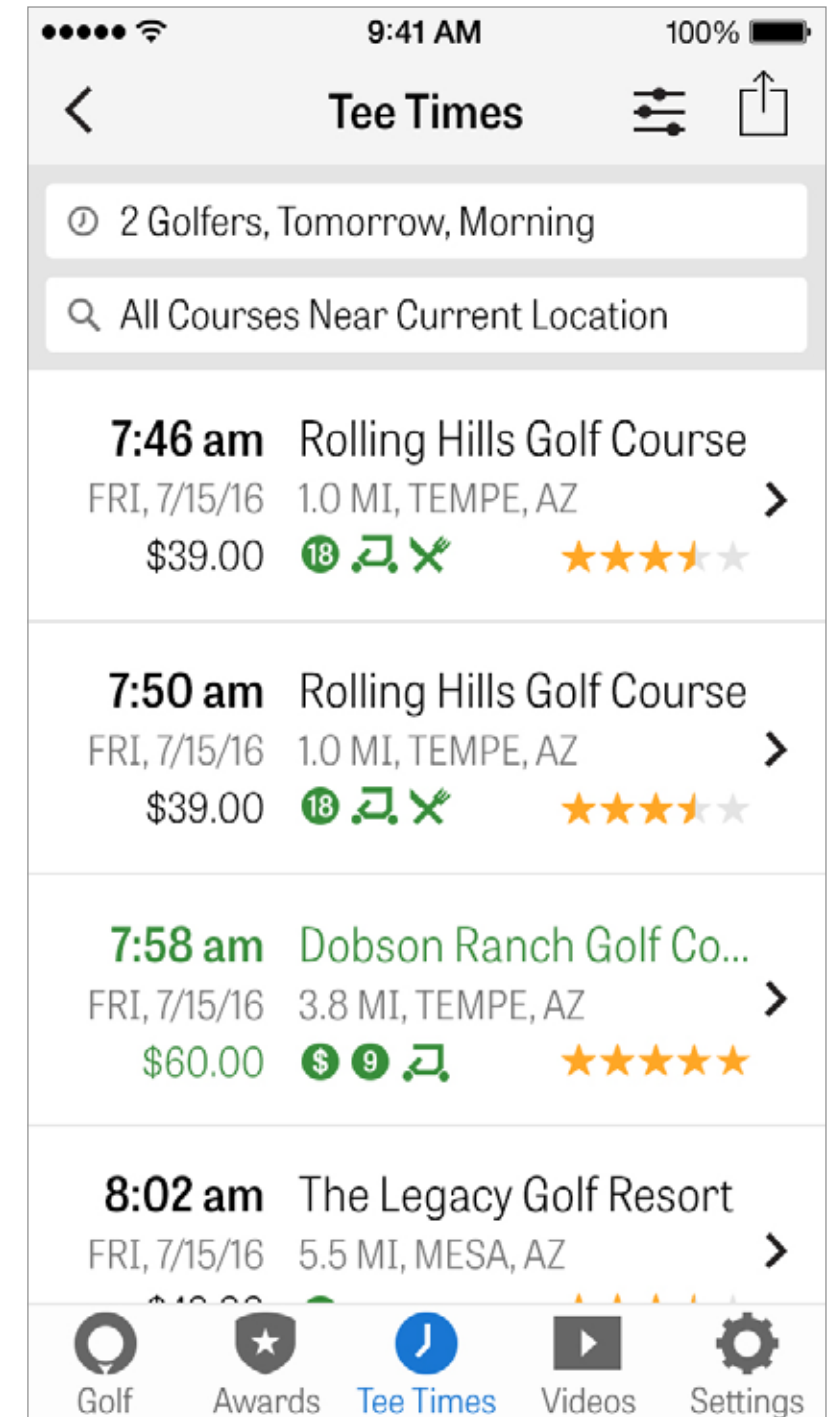 9:41 AM 100%
Tee Times
2 Golfers, Tomorrow, Morning
All Courses Near Current Location
7:46 am Rolling Hills Golf Course
FRI, 7/15/16 1.0 MI, TEMPE, AZ
$39.00 18
7:50 am Rolling Hills Golf Course
FRI, 7/15/16 1.0 MI, TEMPE, AZ
$39.00 18
7:58 am Dobson Ranch Golf Co...
FRI, 7/15/16 3.8 MI, TEMPE, AZ
$60.00 $ 9
8:02 am The Legacy Golf Resort
FRI, 7/15/16 5.5 MI, MESA, AZ
Golf Awards Tee Times Videos Settings